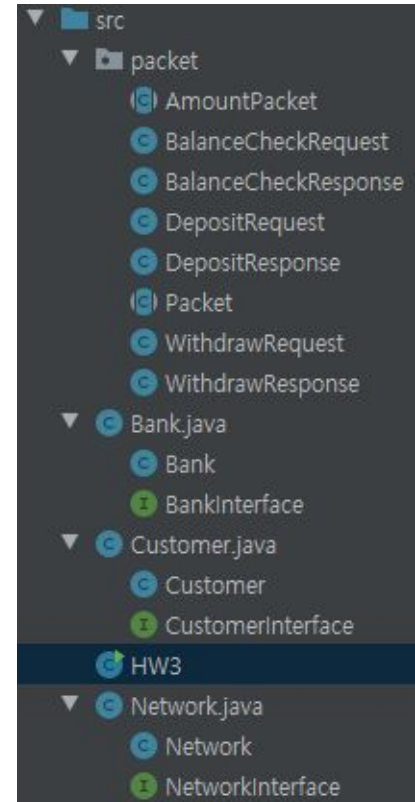 src
packet
AmountPacket
BalanceCheckRequest
BalanceCheckResponse
DepositRequest
DepositResponse
Packet
WithdrawRequest
WithdrawResponse
Bank.java
Bank
BankInterface
Customer.java
Customer
CustomerInterface
HW3
Network.java
Network
NetworkInterface